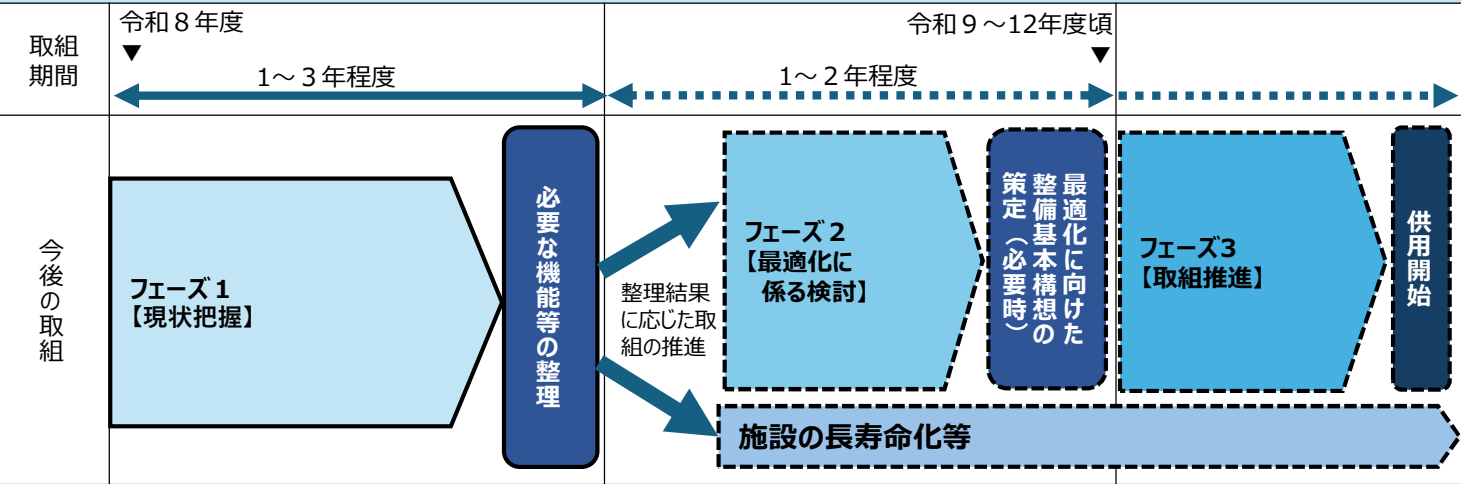 取組
期間
令和８年度
▼
1～３年程度
令和９～12年度頃
▼
1～２年程度
今後の取組
フェーズ１
【現状把握】
必要な機能等の整理
整理結果
に応じた取
組の推進
フェーズ２
【最適化に
係る検討】
最適化に向けた
整備基本構想の
策定（必要時）
フェーズ3
【取組推進】
供用開始
施設の長寿命化等